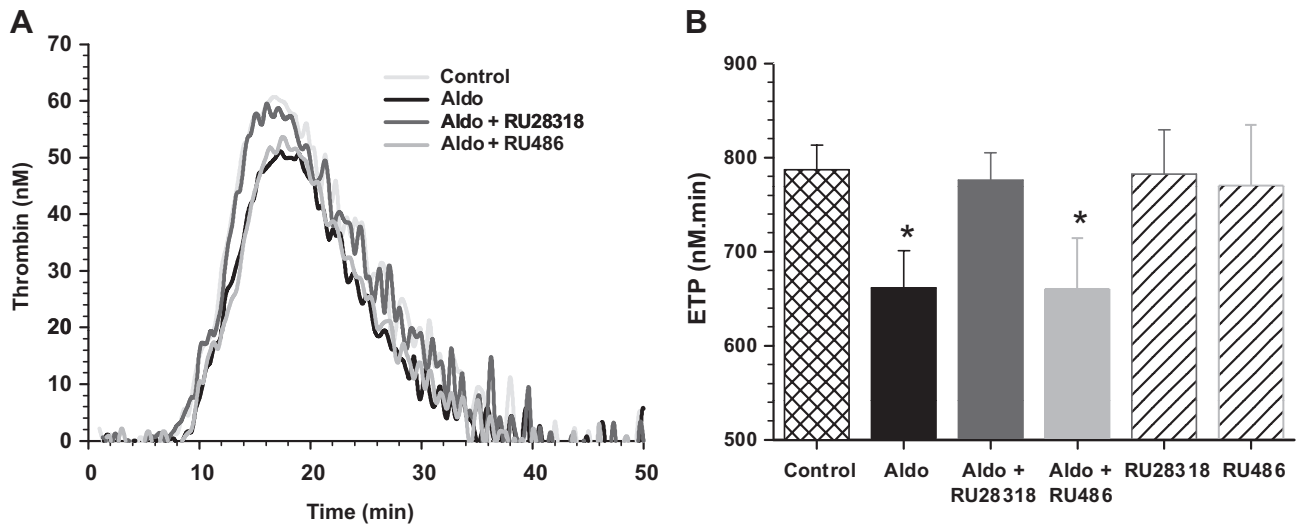 A
70
60
50
40
30
20
10
0
Thrombin (nM)
Control
Aldo
Aldo + RU28318
Aldo + RU486
0 10 20 30 40 50
Time (min)
B
900
800
700
600
500
ETP (nM.min)
*
*
Control Aldo Aldo + Aldo + RU28318 RU486
RU28318 RU486